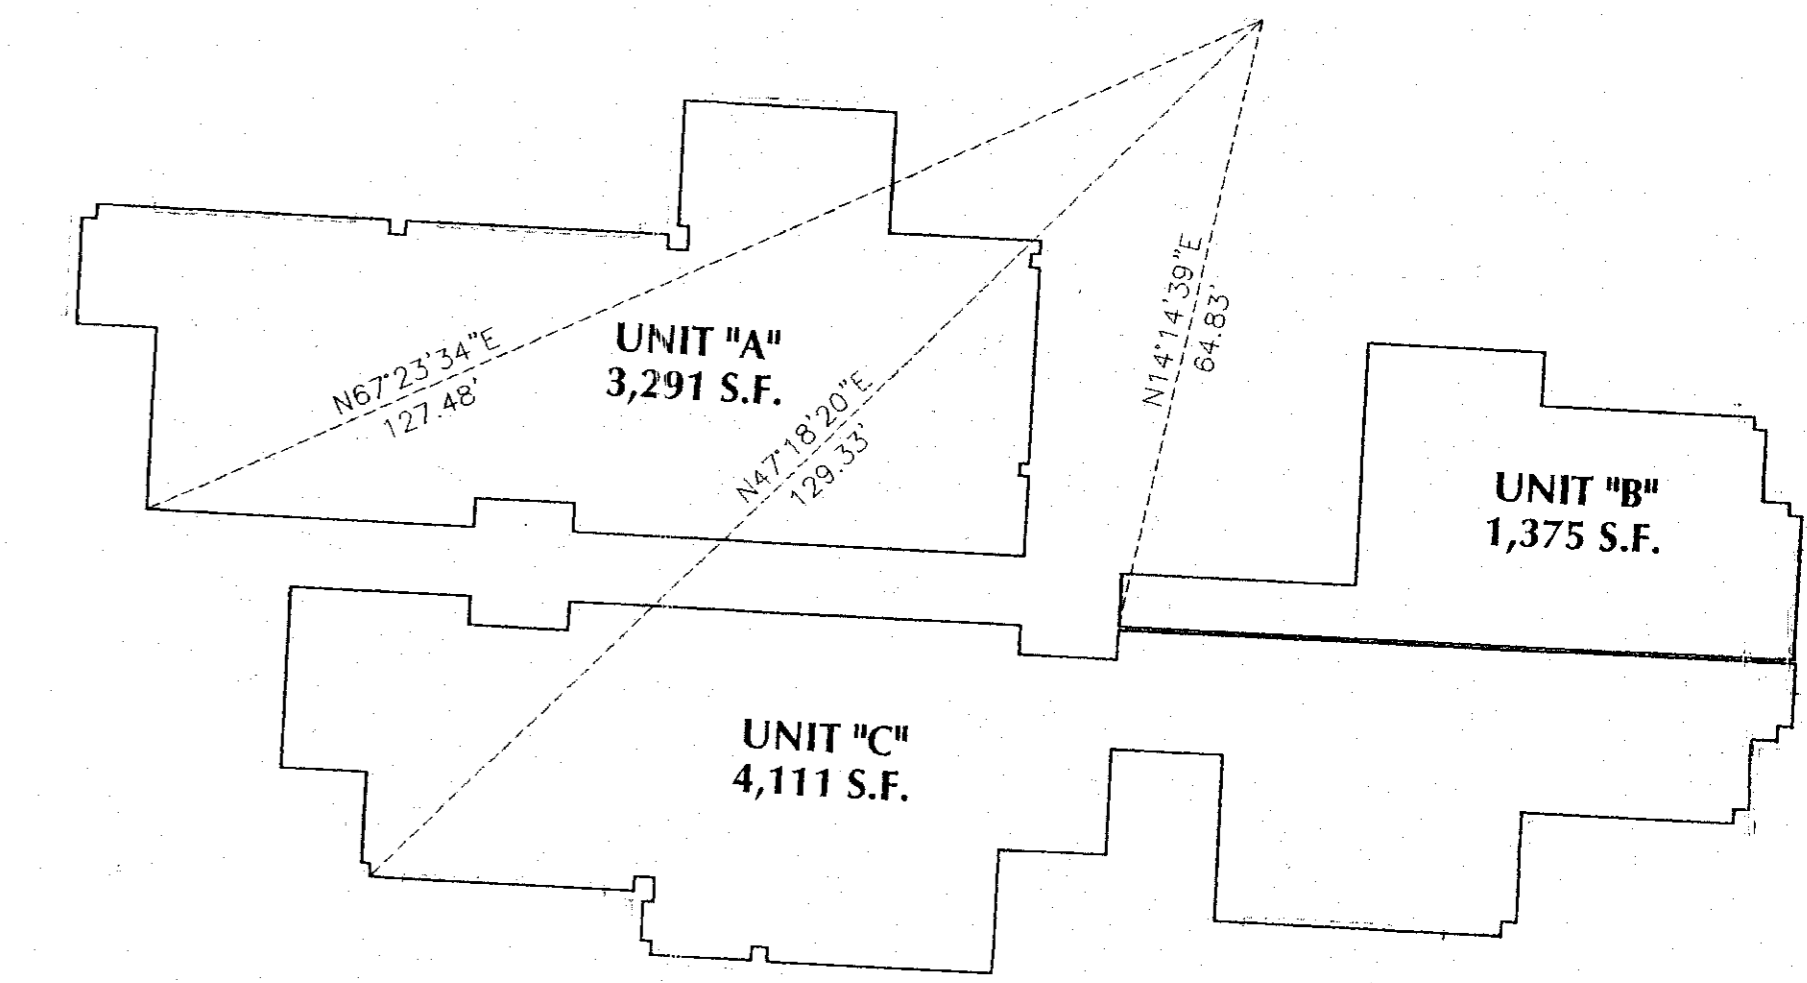 N14°14'39"E
64.83'
N67°23'34"E
127.48'
UNIT "A"
3,291 S.F.
N47°18'20"E
129.33'
UNIT "B"
1,375 S.F.
UNIT "C"
4,111 S.F.